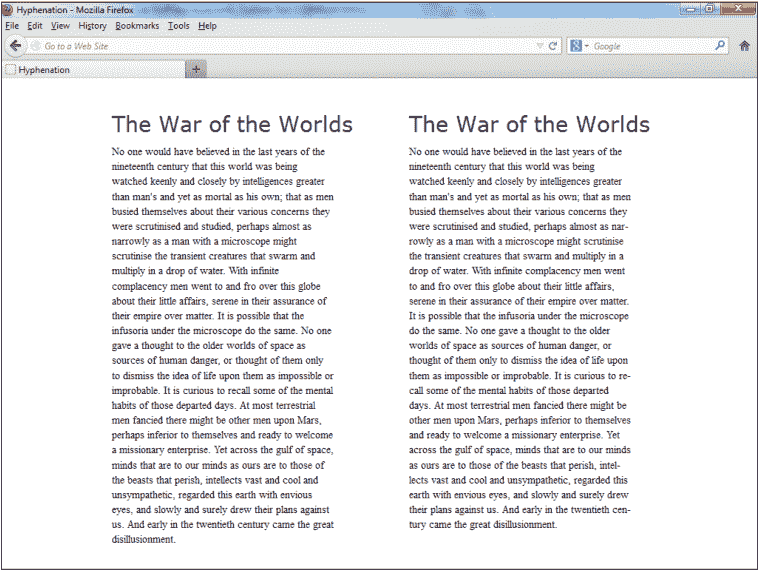 Hyphenation - Mozilla Firefox
File Edit View History Bookmarks Tools Help
Go to a Web Site
Google
Hyphenation
The War of the Worlds
No one would have believed in the last years of the
nineteenth century that this world was being
watched keenly and closely by intelligences greater
than man's and yet as mortal as his own; that as men
busied themselves about their various concerns they
were scrutinised and studied, perhaps almost as
narrowly as a man with a microscope might
scrutinise the transient creatures that swarm and
multiply in a drop of water. With infinite
complacency men went to and fro over this globe
about their little affairs, serene in their assurance of
their empire over matter. It is possible that the
infusoria under the microscope do the same. No one
gave a thought to the older worlds of space as
sources of human danger, or thought of them only
to dismiss the idea of life upon them as impossible or
improbable. It is curious to recall some of the mental
habits of those departed days. At most terrestrial
men fancied there might be other men upon Mars,
perhaps inferior to themselves and ready to welcome
a missionary enterprise. Yet across the gulf of space,
minds that are to our minds as ours are to those of
the beasts that perish, intellects vast and cool and
unsympathetic, regarded this earth with envious
eyes, and slowly and surely drew their plans against
us. And early in the twentieth century came the great
disillusionment.
The War of the Worlds
No one would have believed in the last years of the
nineteenth century that this world was being
watched keenly and closely by intelligences greater
than man's and yet as mortal as his own; that as men
busied themselves about their various concerns they
were scrutinised and studied, perhaps almost as nar-
rowly as a man with a microscope might scrutinise
the transient creatures that swarm and multiply in a
drop of water. With infinite complacency men went
to and fro over this globe about their little affairs,
serene in their assurance of their empire over matter.
It is possible that the infusoria under the microscope
do the same. No one gave a thought to the older
worlds of space as sources of human danger, or
thought of them only to dismiss the idea of life upon
them as impossible or improbable. It is curious to re-
call some of the mental habits of those departed
days. At most terrestrial men fancied there might be
other men upon Mars, perhaps inferior to themselves
and ready to welcome a missionary enterprise. Yet
across the gulf of space, minds that are to our minds
as ours are to those of the beasts that perish, intel-
lects vast and cool and unsympathetic, regarded this
earth with envious eyes, and slowly and surely drew
their plans against us. And early in the twentieth cen-
tury came the great disillusionment.